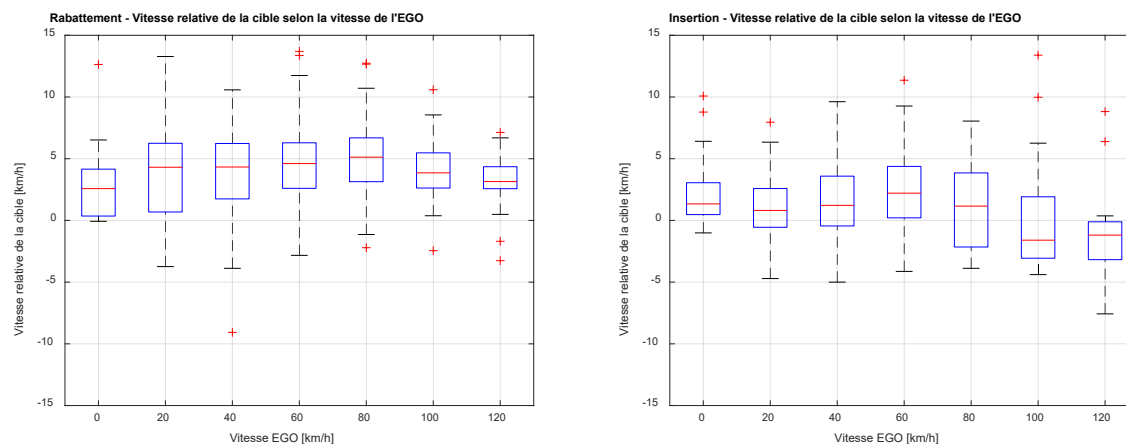 Rabattement - Vitesse relative de la cible selon la vitesse de l'EGO
15
10
5
0
-5
-10
-15
Vitesse relative de la cible [km/h]
0 20 40 60 80 100 120
Vitesse EGO [km/h]
Insertion - Vitesse relative de la cible selon la vitesse de l'EGO
15
10
5
0
-5
-10
-15
Vitesse relative de la cible [km/h]
0 20 40 60 80 100 120
Vitesse EGO [km/h]